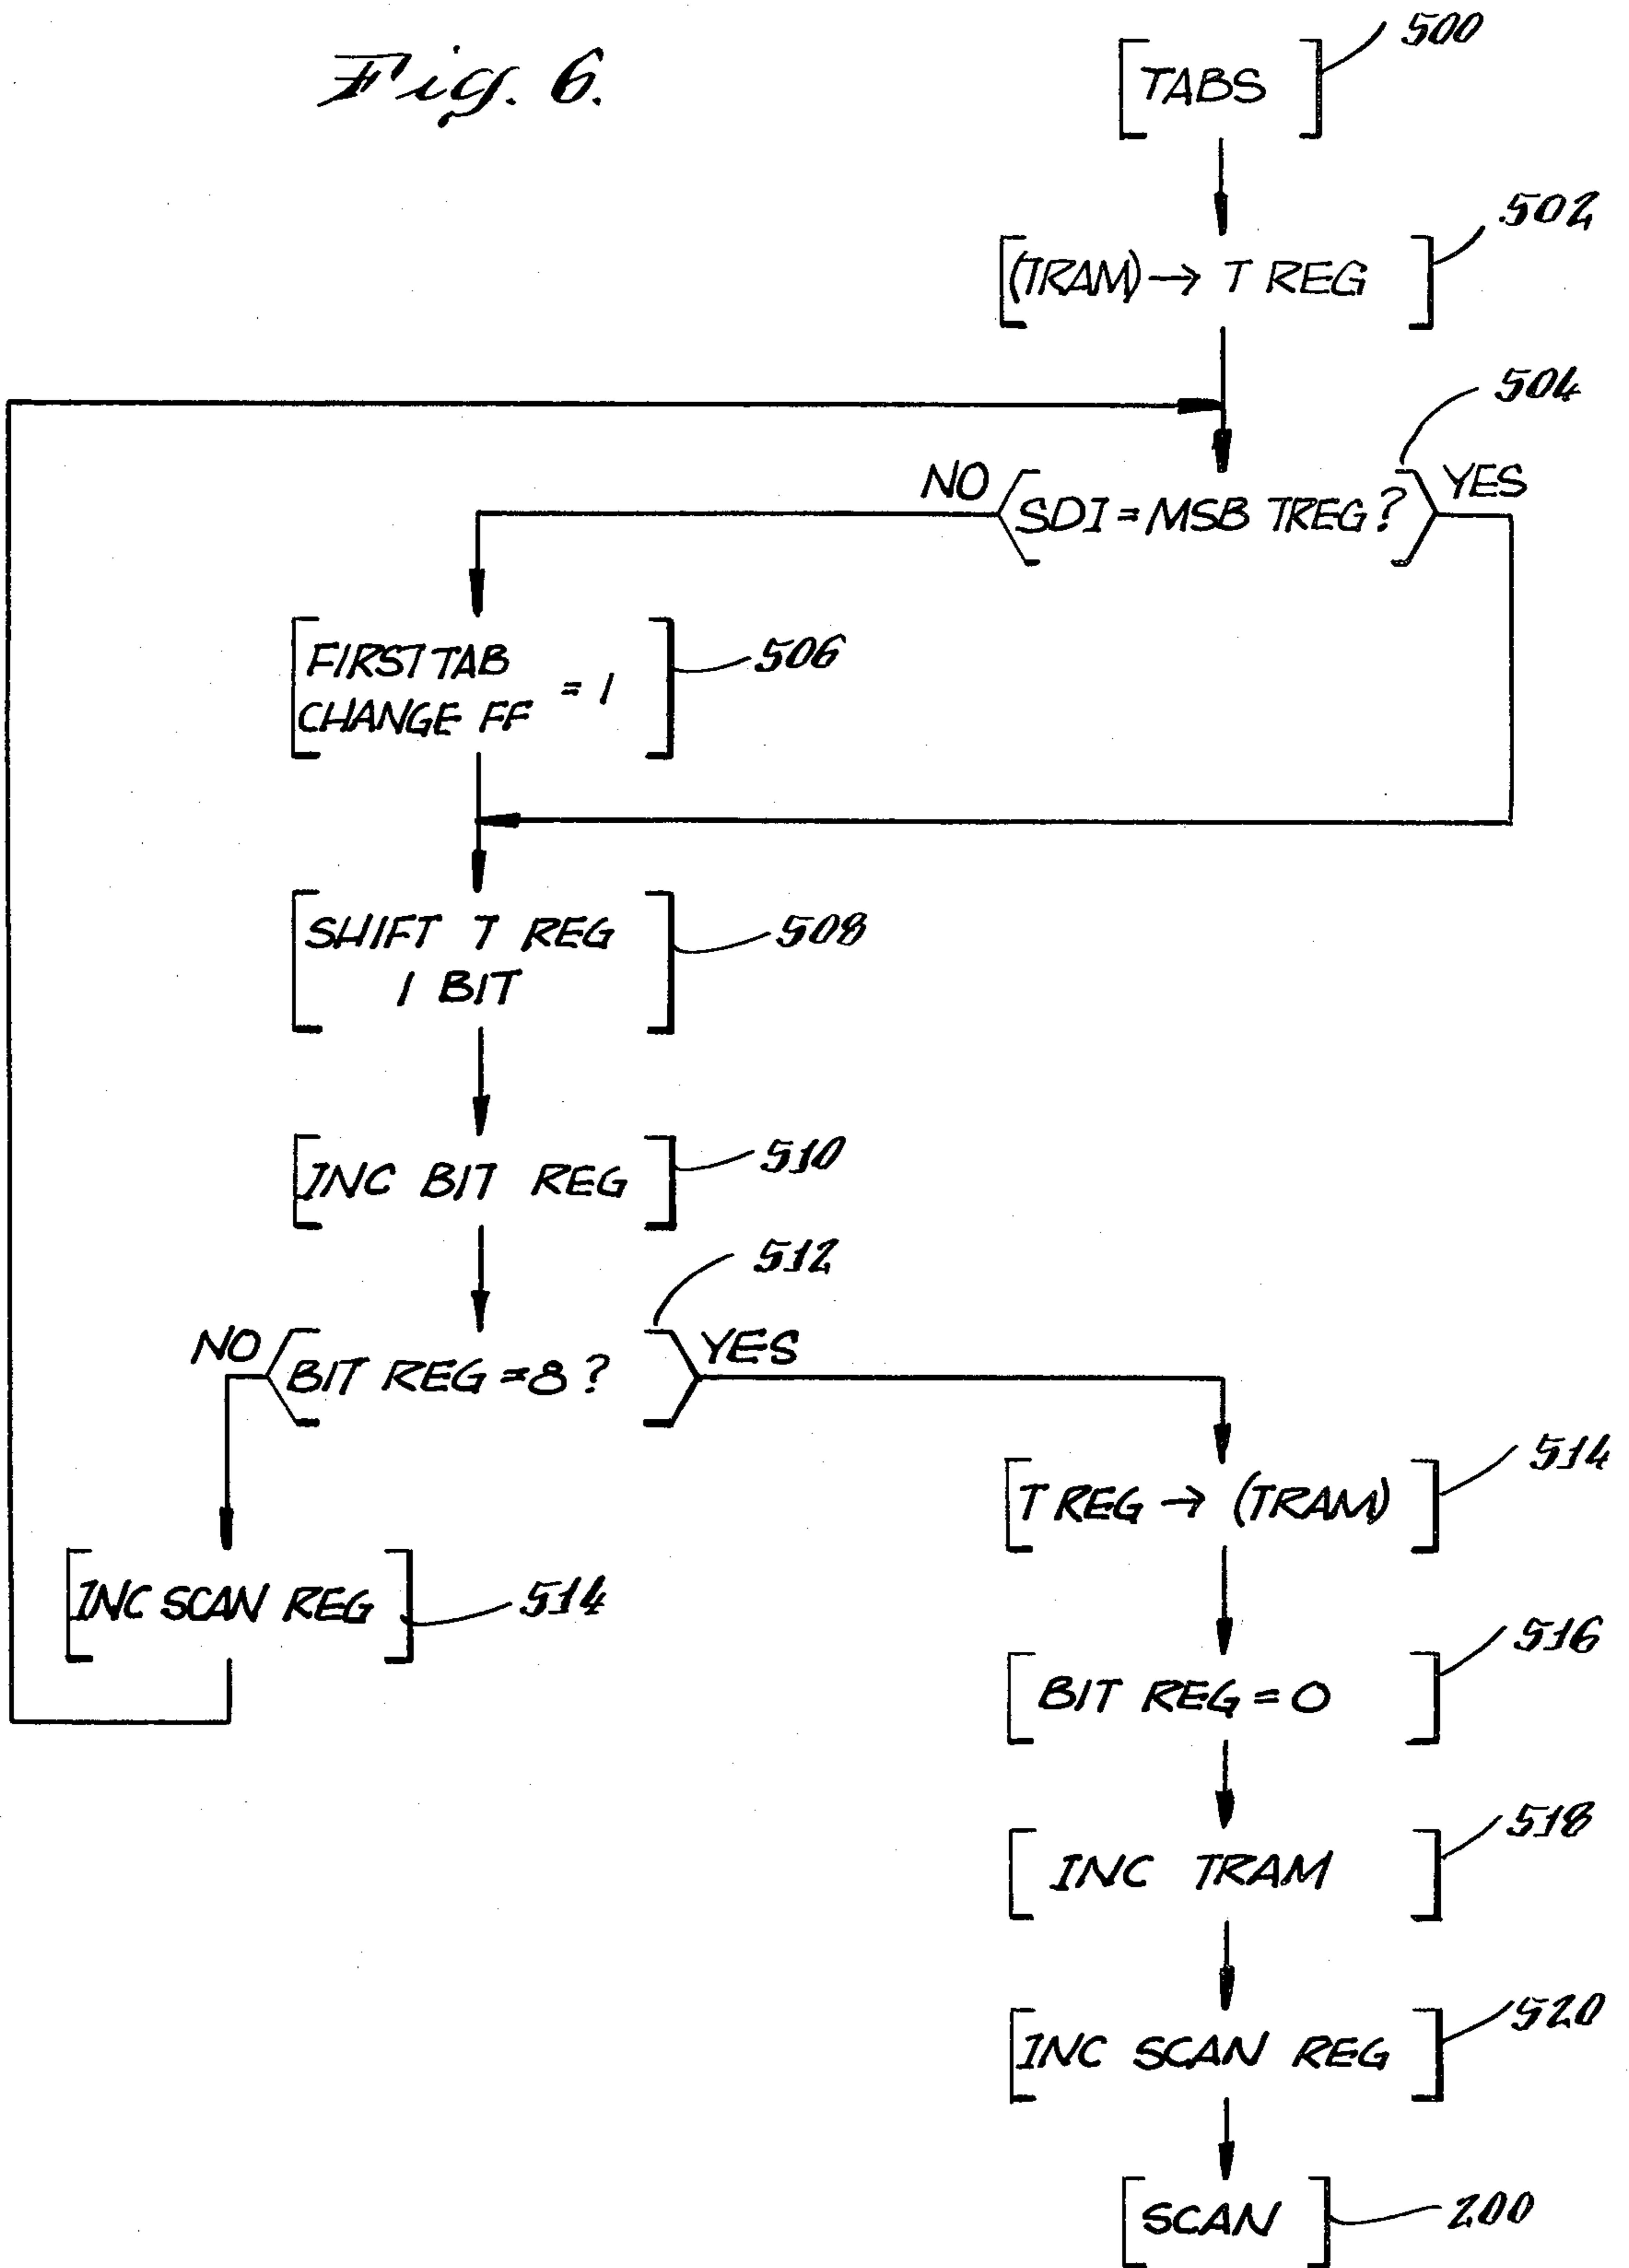 Fig. 6.
500
[TABS]
502
[(TRAM)→ T REG]
504
NO
SDI = MSB TREG?
YES
[FIRST TAB
CHANGE FF = 1]
506
[SHIFT T REG
1 BIT]
508
[INC BIT REG]
510
512
NO
BIT REG = 8?
YES
[T REG → (TRAM)]
514
[INC SCAN REG]
514
[BIT REG = 0]
516
[INC TRAM]
518
[INC SCAN REG]
520
[SCAN]
200